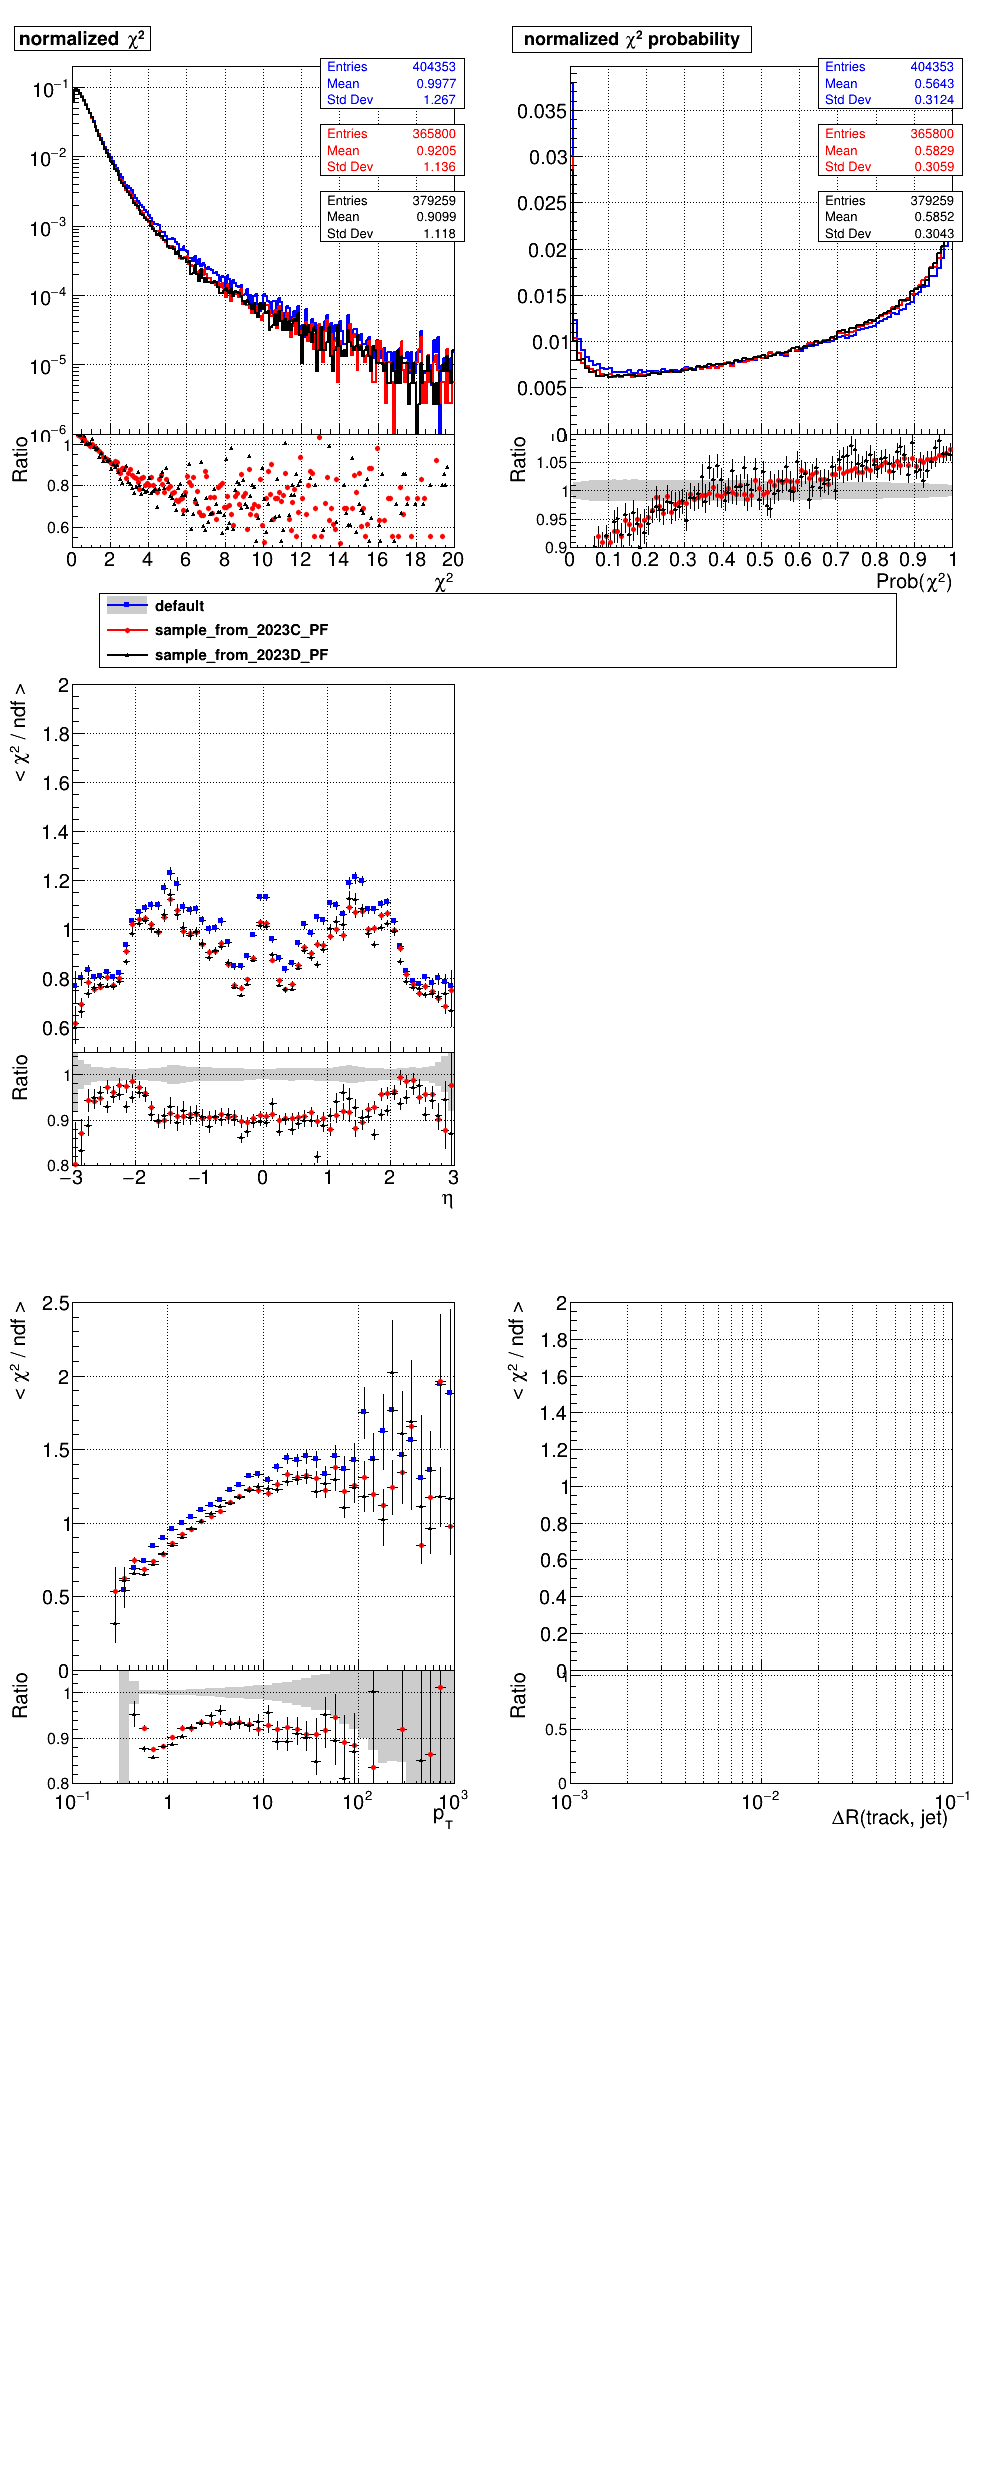 normalized χ²
Entries 404353
Mean 0.9977
Std Dev 1.267
Entries 365800
Mean 0.9205
Std Dev 1.136
Entries 379259
Mean 0.9099
Std Dev 1.118
10⁻¹
10⁻²
10⁻³
10⁻⁴
10⁻⁵
10⁻⁶
Ratio
1
0.8
0.6
0 2 4 6 8 10 12 14 16 18 20
χ²
normalized χ² probability
Entries 404353
Mean 0.5643
Std Dev 0.3124
Entries 365800
Mean 0.5829
Std Dev 0.3059
Entries 379259
Mean 0.5852
Std Dev 0.3043
0.035
0.03
0.025
0.02
0.015
0.01
0.005
0
Ratio
1.05
1
0.95
0.9
0 0.1 0.2 0.3 0.4 0.5 0.6 0.7 0.8 0.9 1
Prob(χ²)
default
sample_from_2023C_PF
sample_from_2023D_PF
< χ² / ndf >
2
1.8
1.6
1.4
1.2
1
0.8
0.6
Ratio
1
0.9
0.8
−3 −2 −1 0 1 2 3
η
< χ² / ndf >
2.5
2
1.5
1
0.5
0
Ratio
1
0.9
0.8
10⁻¹ 1 10 10² 10³
p_T
< χ² / ndf >
2
1.8
1.6
1.4
1.2
1
0.8
0.6
0.4
0.2
0
Ratio
1
0.5
0
10⁻³ 10⁻² 10⁻¹
ΔR(track, jet)